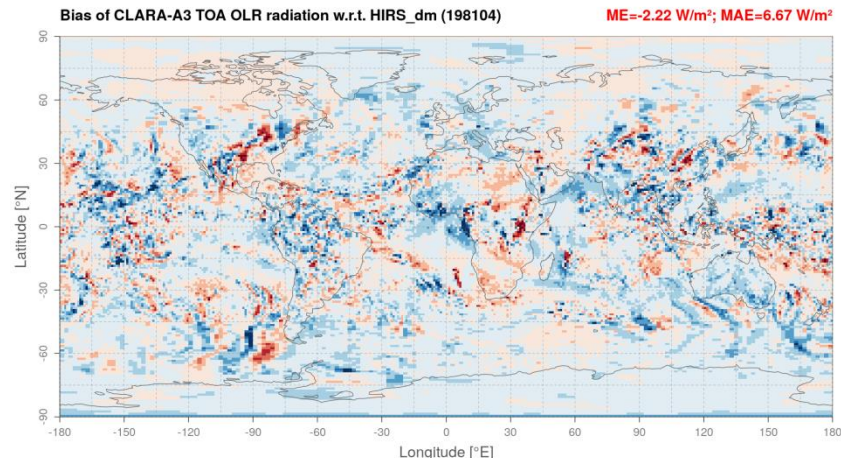 Bias of CLARA-A3 TOA OLR radiation w.r.t. HIRS_dm (198104)
ME=-2.22 W/m²; MAE=6.67 W/m²
90
60
30
0
-30
-60
-90
Latitude [°N]
-180 -150 -120 -90 -60 -30 0 30 60 90 120 150 180
Longitude [°E]